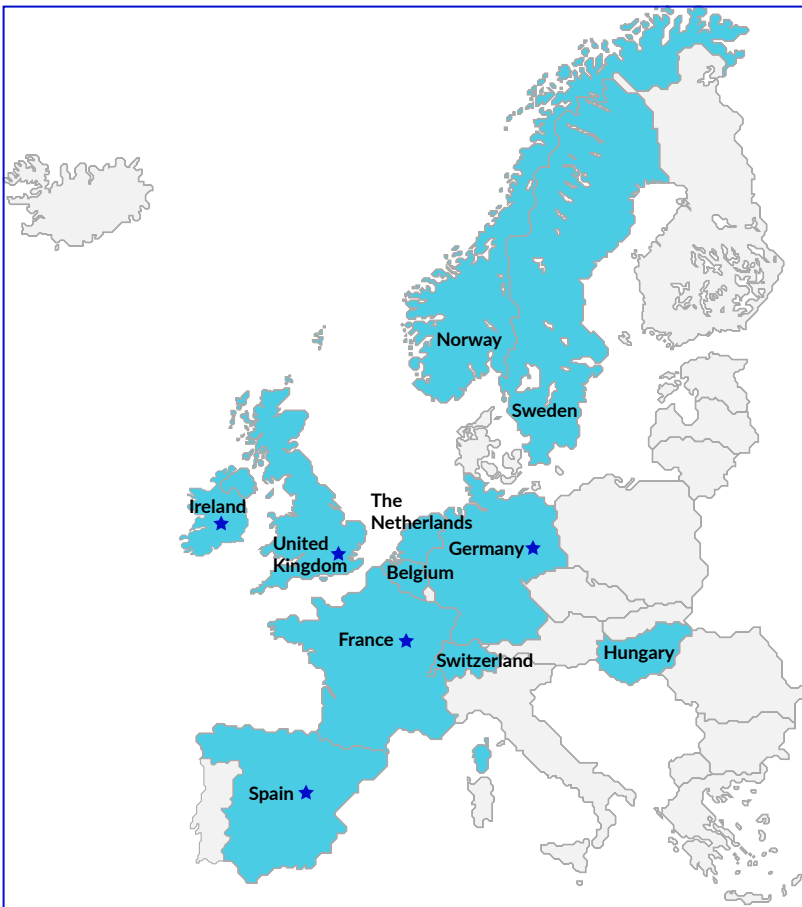 Norway
Sweden
The
Netherlands
Ireland
United
Kingdom
Germany
Belgium
France
Switzerland
Hungary
Spain